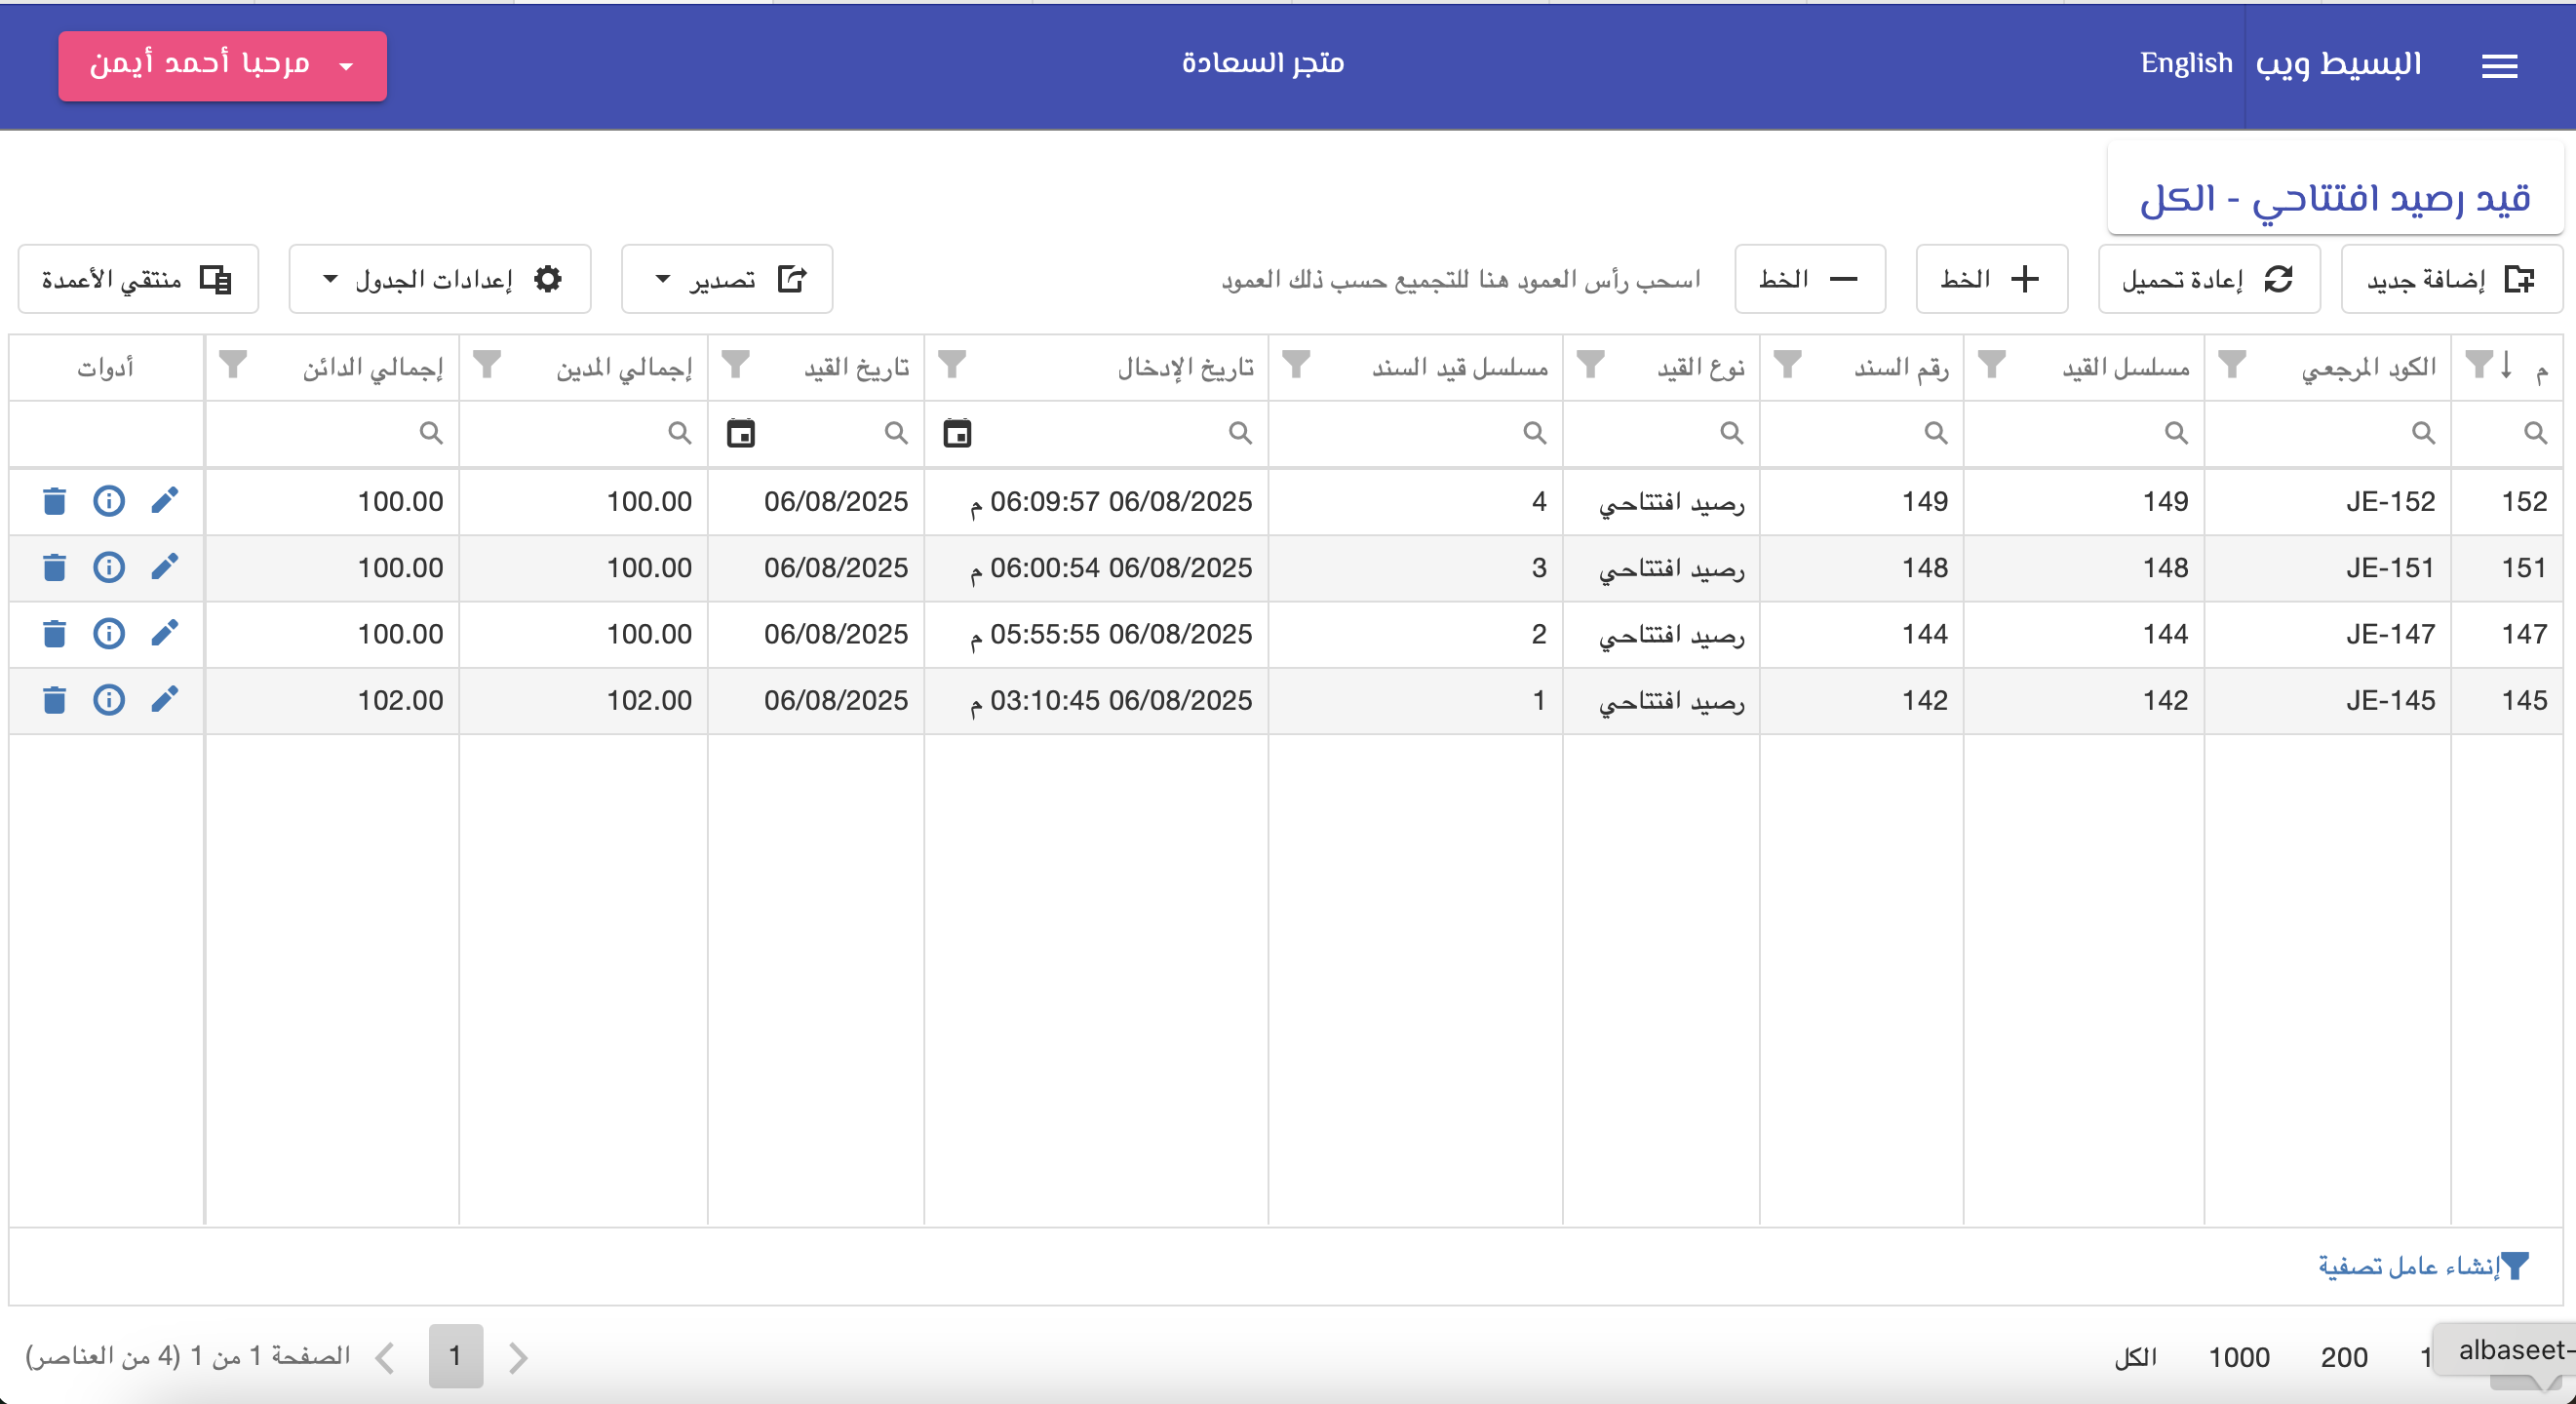 البسيط ويب English متجر السعادة مرحبا أحمد أيمن
قيد رصيد افتتاحي - الكل
إضافة جديد إعادة تحميل الخط الخط اسحب رأس العمود هنا للتجميع حسب ذلك العمود تصدير إعدادات الجدول منتقي الأعمدة
م الكود المرجعي مسلسل القيد رقم السند نوع القيد مسلسل قيد السند تاريخ الإدخال تاريخ القيد إجمالي المدين إجمالي الدائن أدوات
152 JE-152 149 149 رصيد افتتاحي 4 06/08/2025 06:09:57 م 06/08/2025 100.00 100.00
151 JE-151 148 148 رصيد افتتاحي 3 06/08/2025 06:00:54 م 06/08/2025 100.00 100.00
147 JE-147 144 144 رصيد افتتاحي 2 06/08/2025 05:55:55 م 06/08/2025 100.00 100.00
145 JE-145 142 142 رصيد افتتاحي 1 06/08/2025 03:10:45 م 06/08/2025 102.00 102.00
إنشاء عامل تصفية
albaseet- 200 1000 الكل 1 الصفحة 1 من 1 (4 من العناصر)